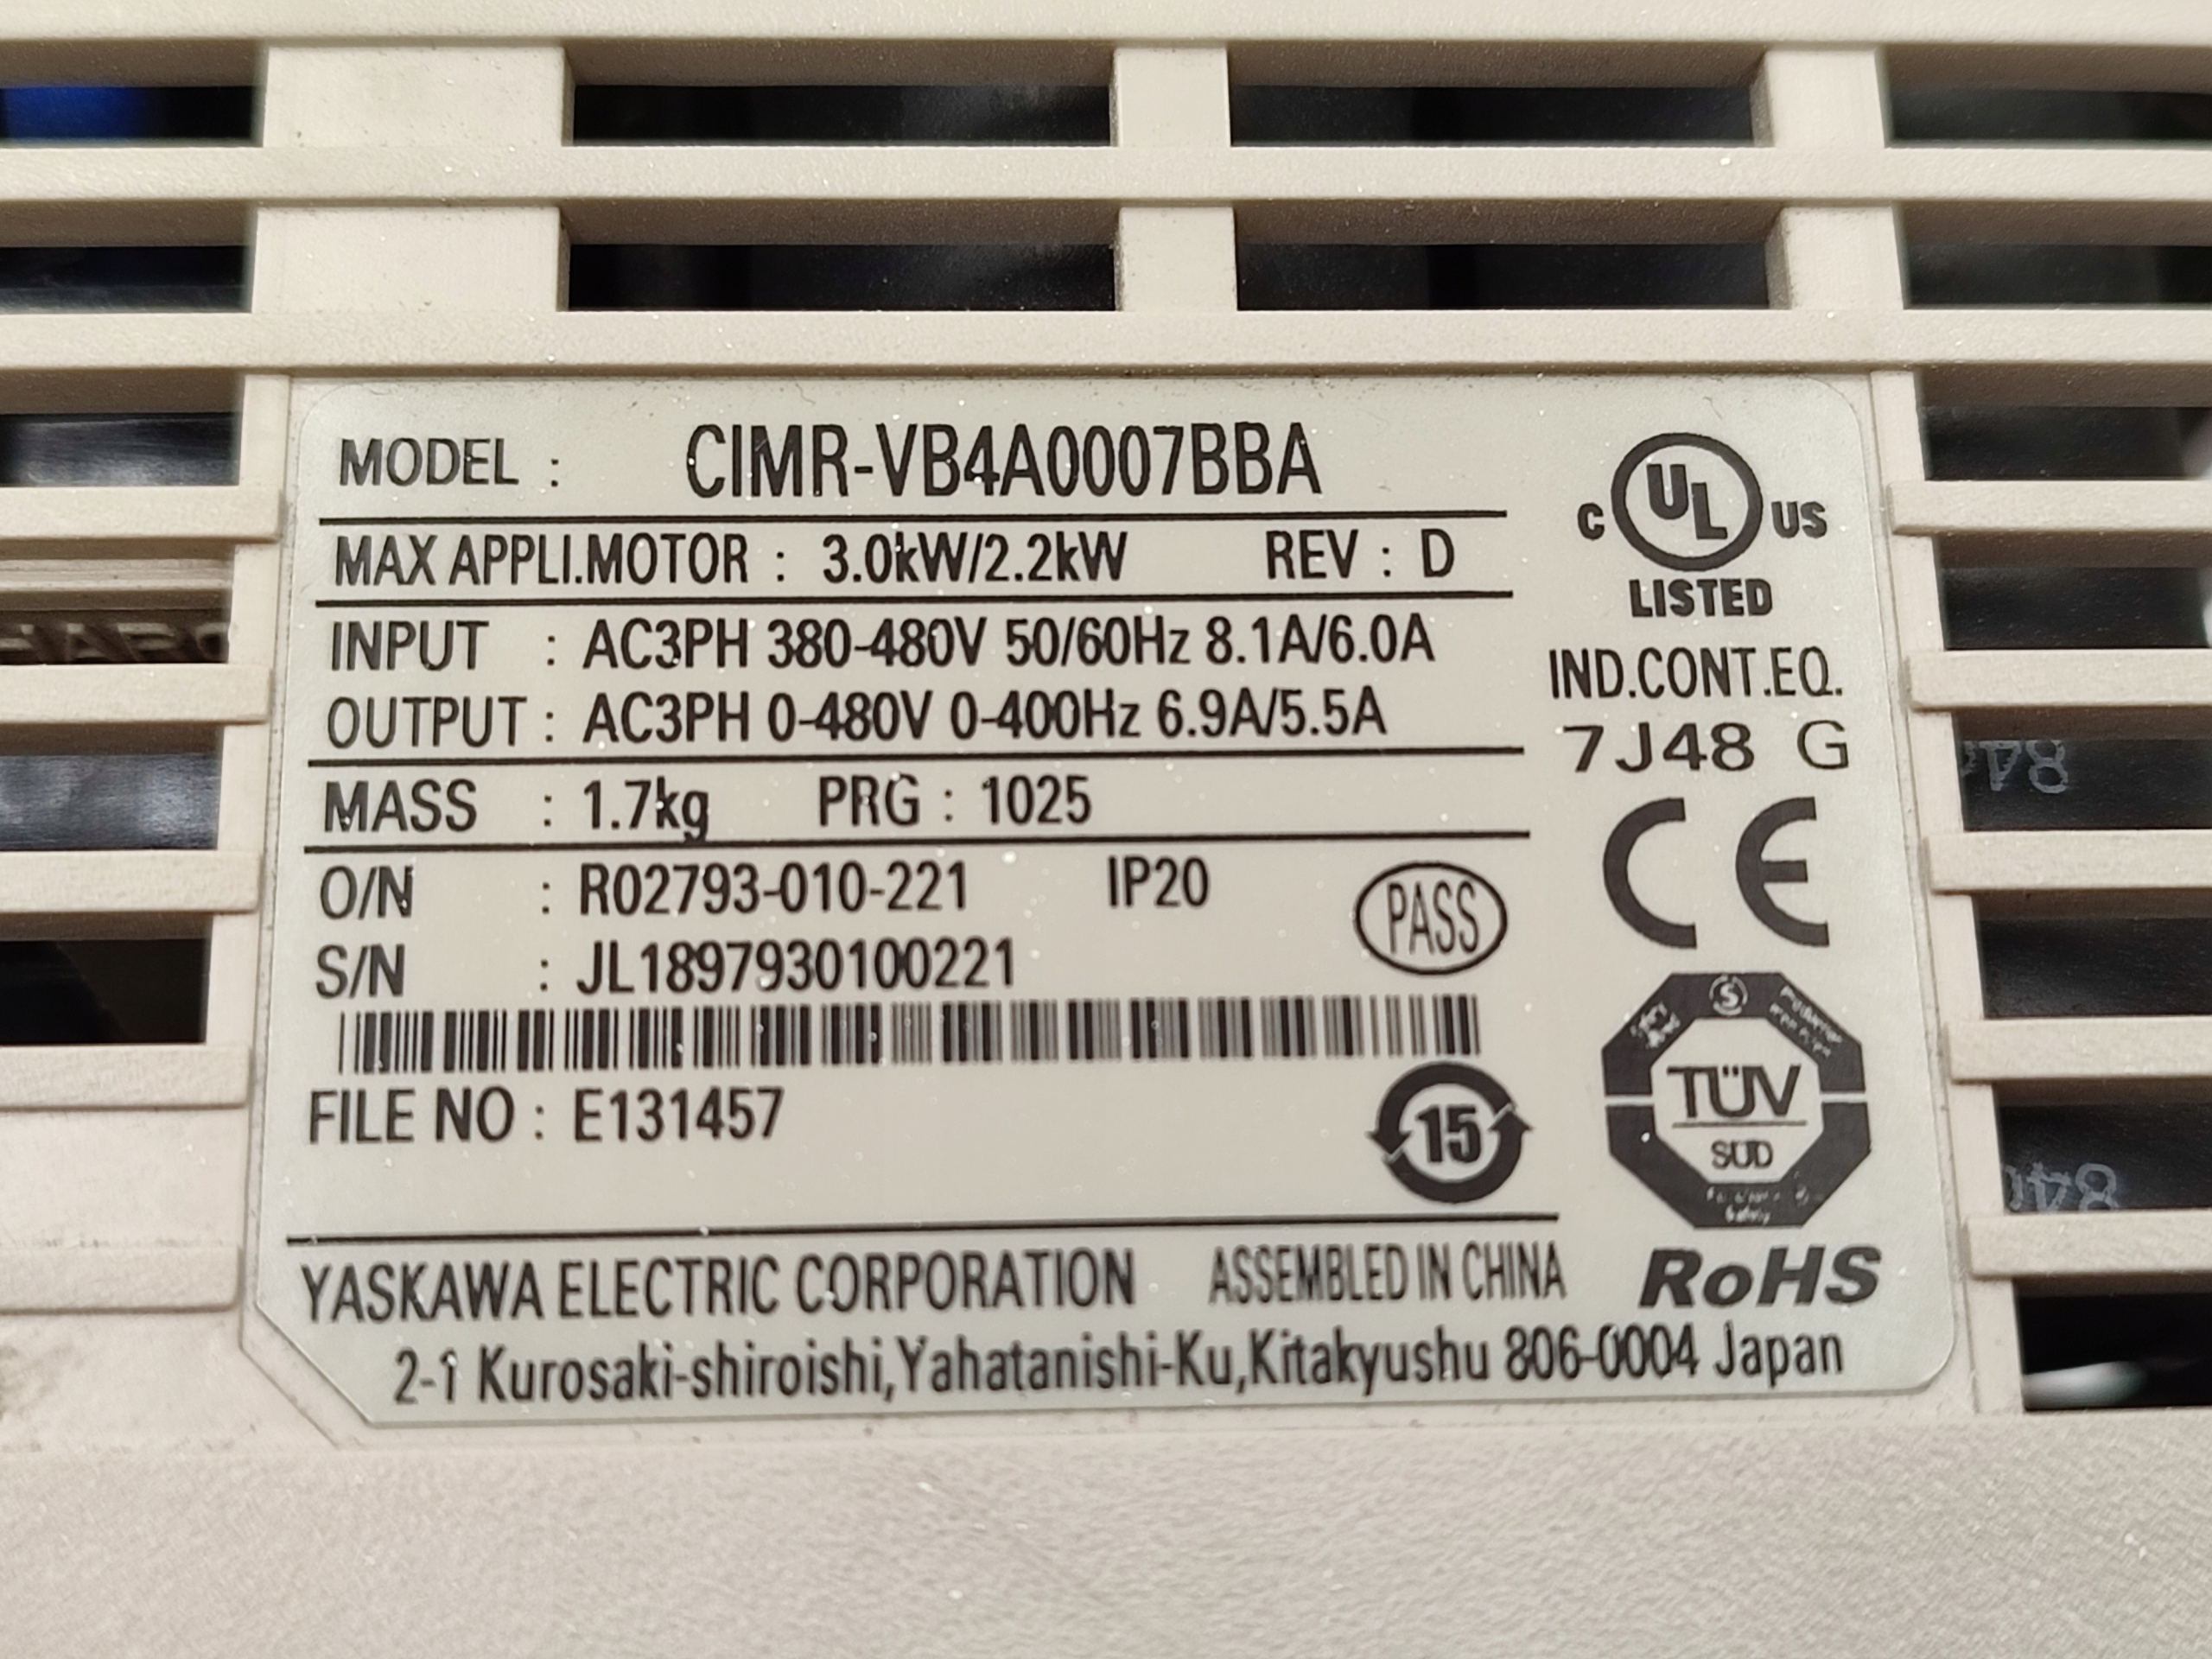 MODEL : CIMR-VB4A0007BBA
MAX APPLI.MOTOR : 3.0kW/2.2kW REV : D
INPUT : AC3PH 380-480V 50/60Hz 8.1A/6.0A
OUTPUT : AC3PH 0-480V 0-400Hz 6.9A/5.5A
MASS : 1.7kg PRG : 1025
O/N : R02793-010-221 IP20
S/N : JL1897930100221
PASS
FILE NO : E131457
15
C UL US
LISTED
IND.CONT.EQ.
7J48 G
CE
TÜV
SÜD
Safety
RoHS
YASKAWA ELECTRIC CORPORATION ASSEMBLED IN CHINA
2-1 Kurosaki-shiroishi,Yahatanishi-Ku,Kitakyushu 806-0004 Japan